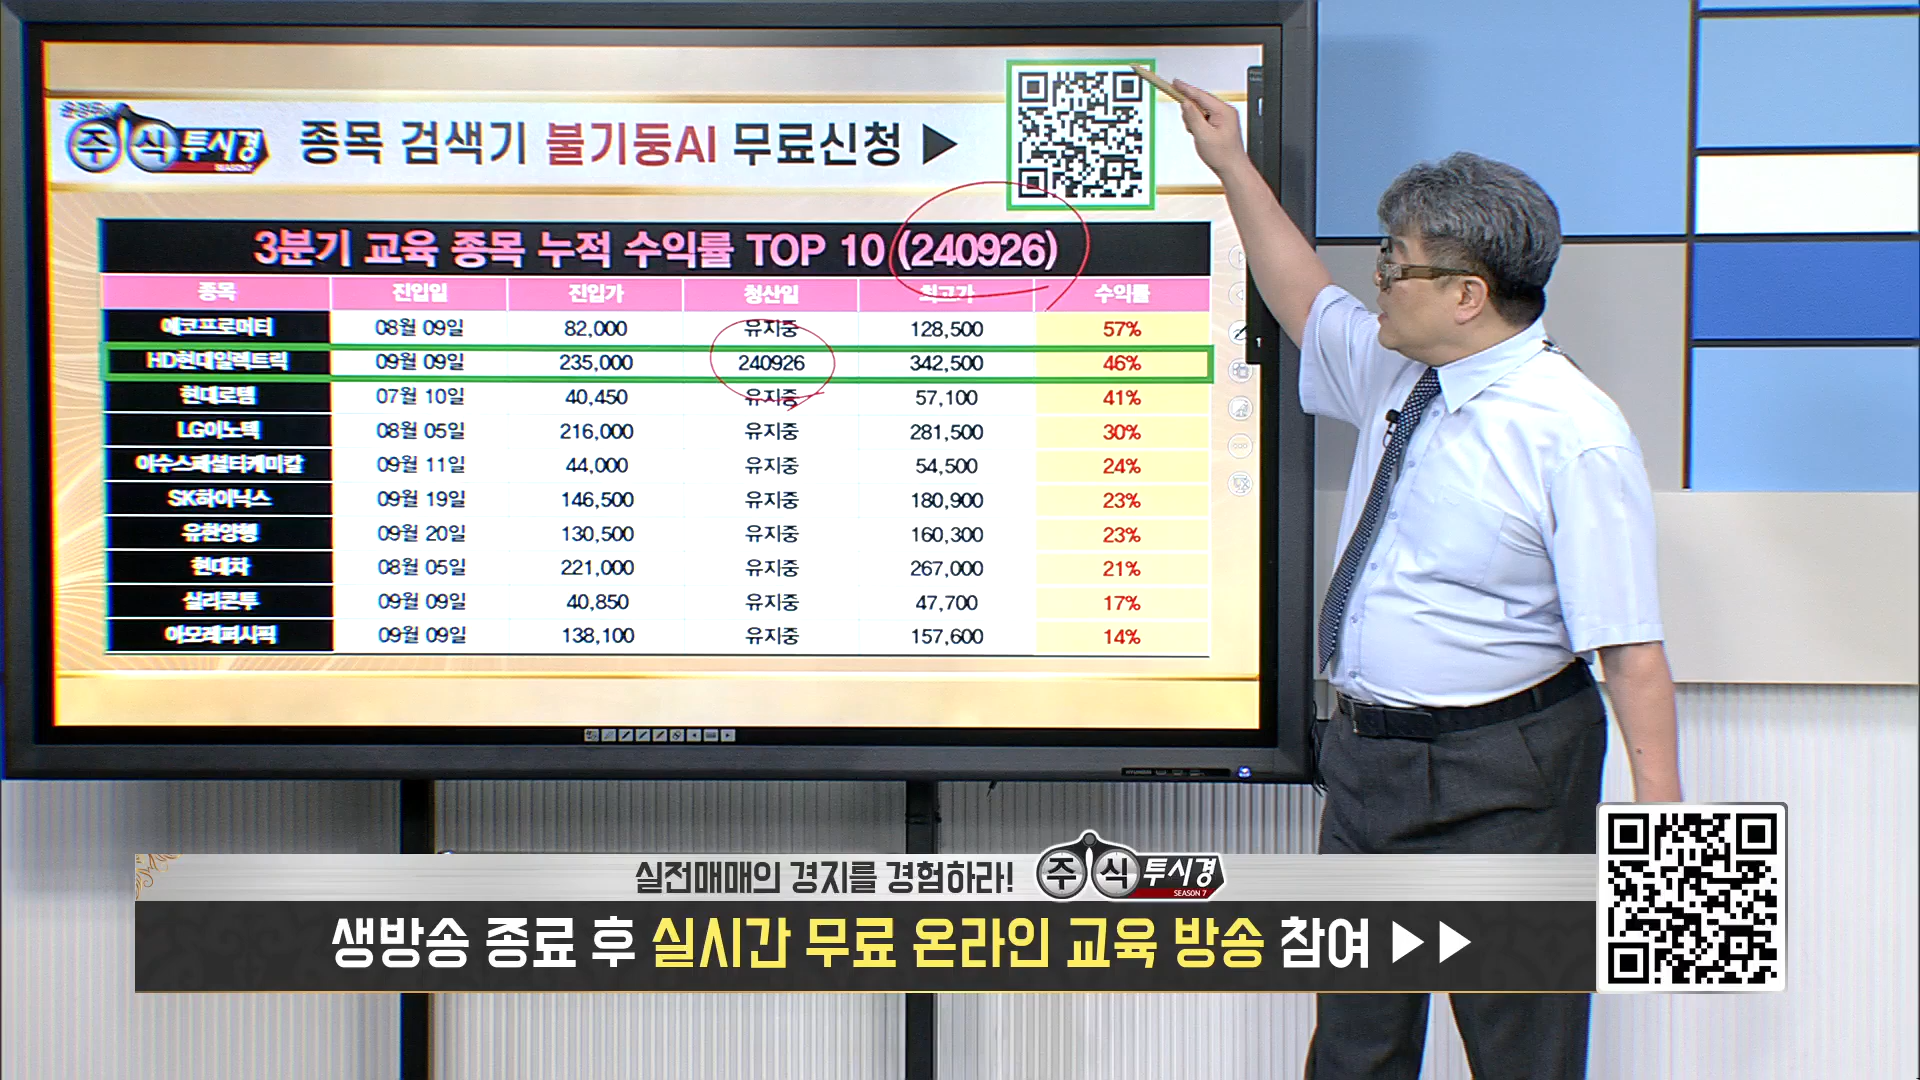 주식투시경
종목 검색기 불기둥AI 무료신청 ▶
3분기 교육 종목 누적 수익률 TOP 10 (240926)
종목 진입일 진입가 청산일 최고가 수익률
에코프로머티 08월 09일 82,000 유지중 128,500 57%
HD현대일렉트릭 09월 09일 235,000 240926 342,500 46%
현대로템 07월 10일 40,450 유지중 57,100 41%
LG이노텍 08월 05일 216,000 유지중 281,500 30%
이수스페셜티케미칼 09월 11일 44,000 유지중 54,500 24%
SK하이닉스 09월 19일 146,500 유지중 180,900 23%
유한양행 09월 20일 130,500 유지중 160,300 23%
현대차 08월 05일 221,000 유지중 267,000 21%
실리콘투 09월 09일 40,850 유지중 47,700 17%
아모레퍼시픽 09월 09일 138,100 유지중 157,600 14%
실전매매의 경지를 경험하라! 주식투시경
SEASON 7
생방송 종료 후 실시간 무료 온라인 교육 방송 참여 ▶▶